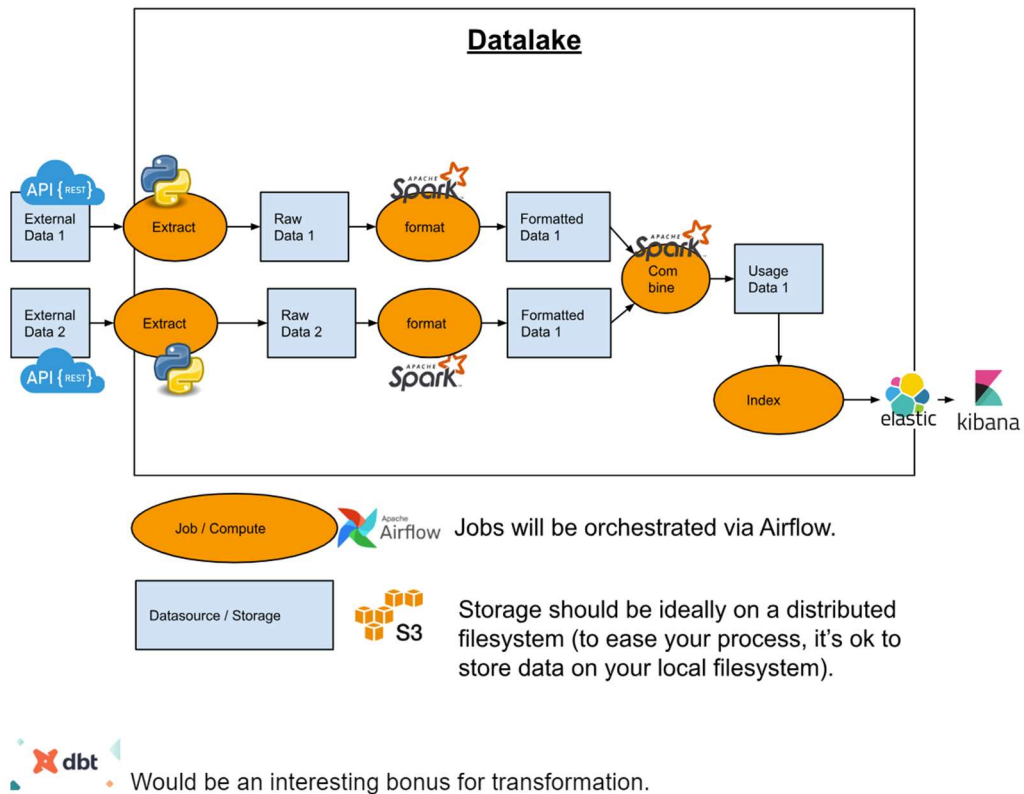 Datalake
API {REST}
External
Data 1
Extract
Raw
Data 1
APACHE
Spark
format
Formatted
Data 1
APACHE
Spark
Com
bine
Usage
Data 1
External
Data 2
API {REST}
Extract
Raw
Data 2
format
APACHE
Spark
Formatted
Data 1
Index
elastic
kibana
Job / Compute
Apache
Airflow
Jobs will be orchestrated via Airflow.
Datasource / Storage
S3
Storage should be ideally on a distributed
filesystem (to ease your process, it's ok to
store data on your local filesystem).
dbt
Would be an interesting bonus for transformation.